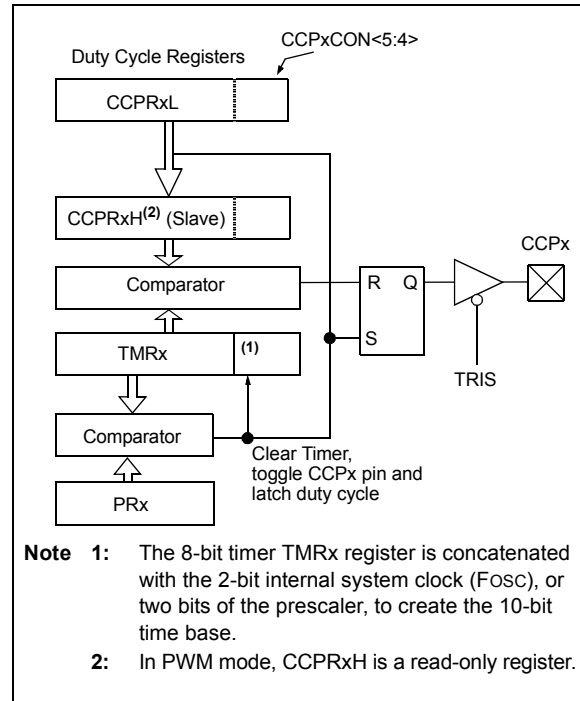 CCPxCON<5:4>
Duty Cycle Registers
CCPRxL
CCPRxH(2) (Slave)
CCPx
Comparator
R Q
S
TMRx (1)
TRIS
Comparator
Clear Timer,
toggle CCPx pin and
latch duty cycle
PRx
Note 1: The 8-bit timer TMRx register is concatenated
with the 2-bit internal system clock (FOSC), or
two bits of the prescaler, to create the 10-bit
time base.
2: In PWM mode, CCPRxH is a read-only register.